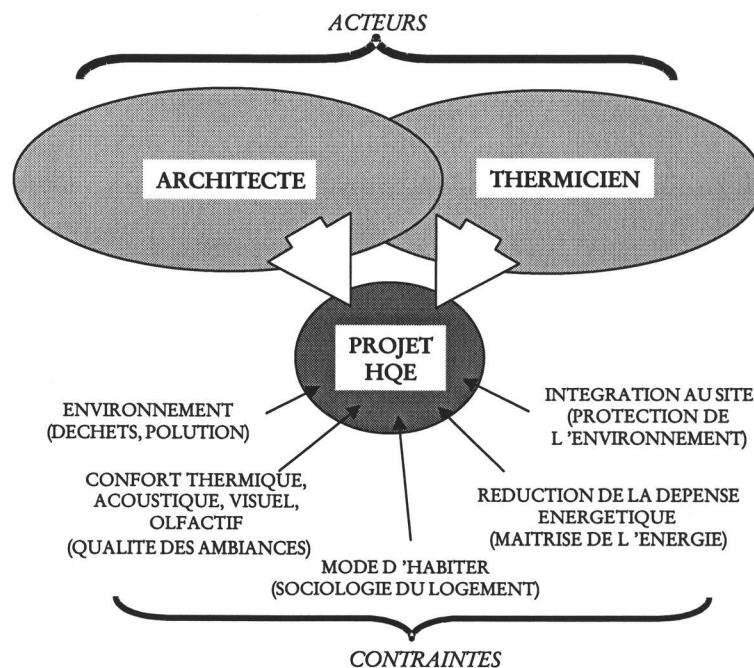 ACTEURS
ARCHITECTE
THERMICIEN
PROJET
HQE
ENVIRONNEMENT
(DECHETS, POLUTION)
INTEGRATION AU SITE
(PROTECTION DE
L 'ENVIRONNEMENT)
CONFORT THERMIQUE,
ACOUSTIQUE, VISUEL,
OLFACTIF
(QUALITE DES AMBIANCES)
REDUCTION DE LA DEPENSE
ENERGETIQUE
(MAITRISE DE L 'ENERGIE)
MODE D 'HABITER
(SOCIOLOGIE DU LOGEMENT)
CONTRAINTES